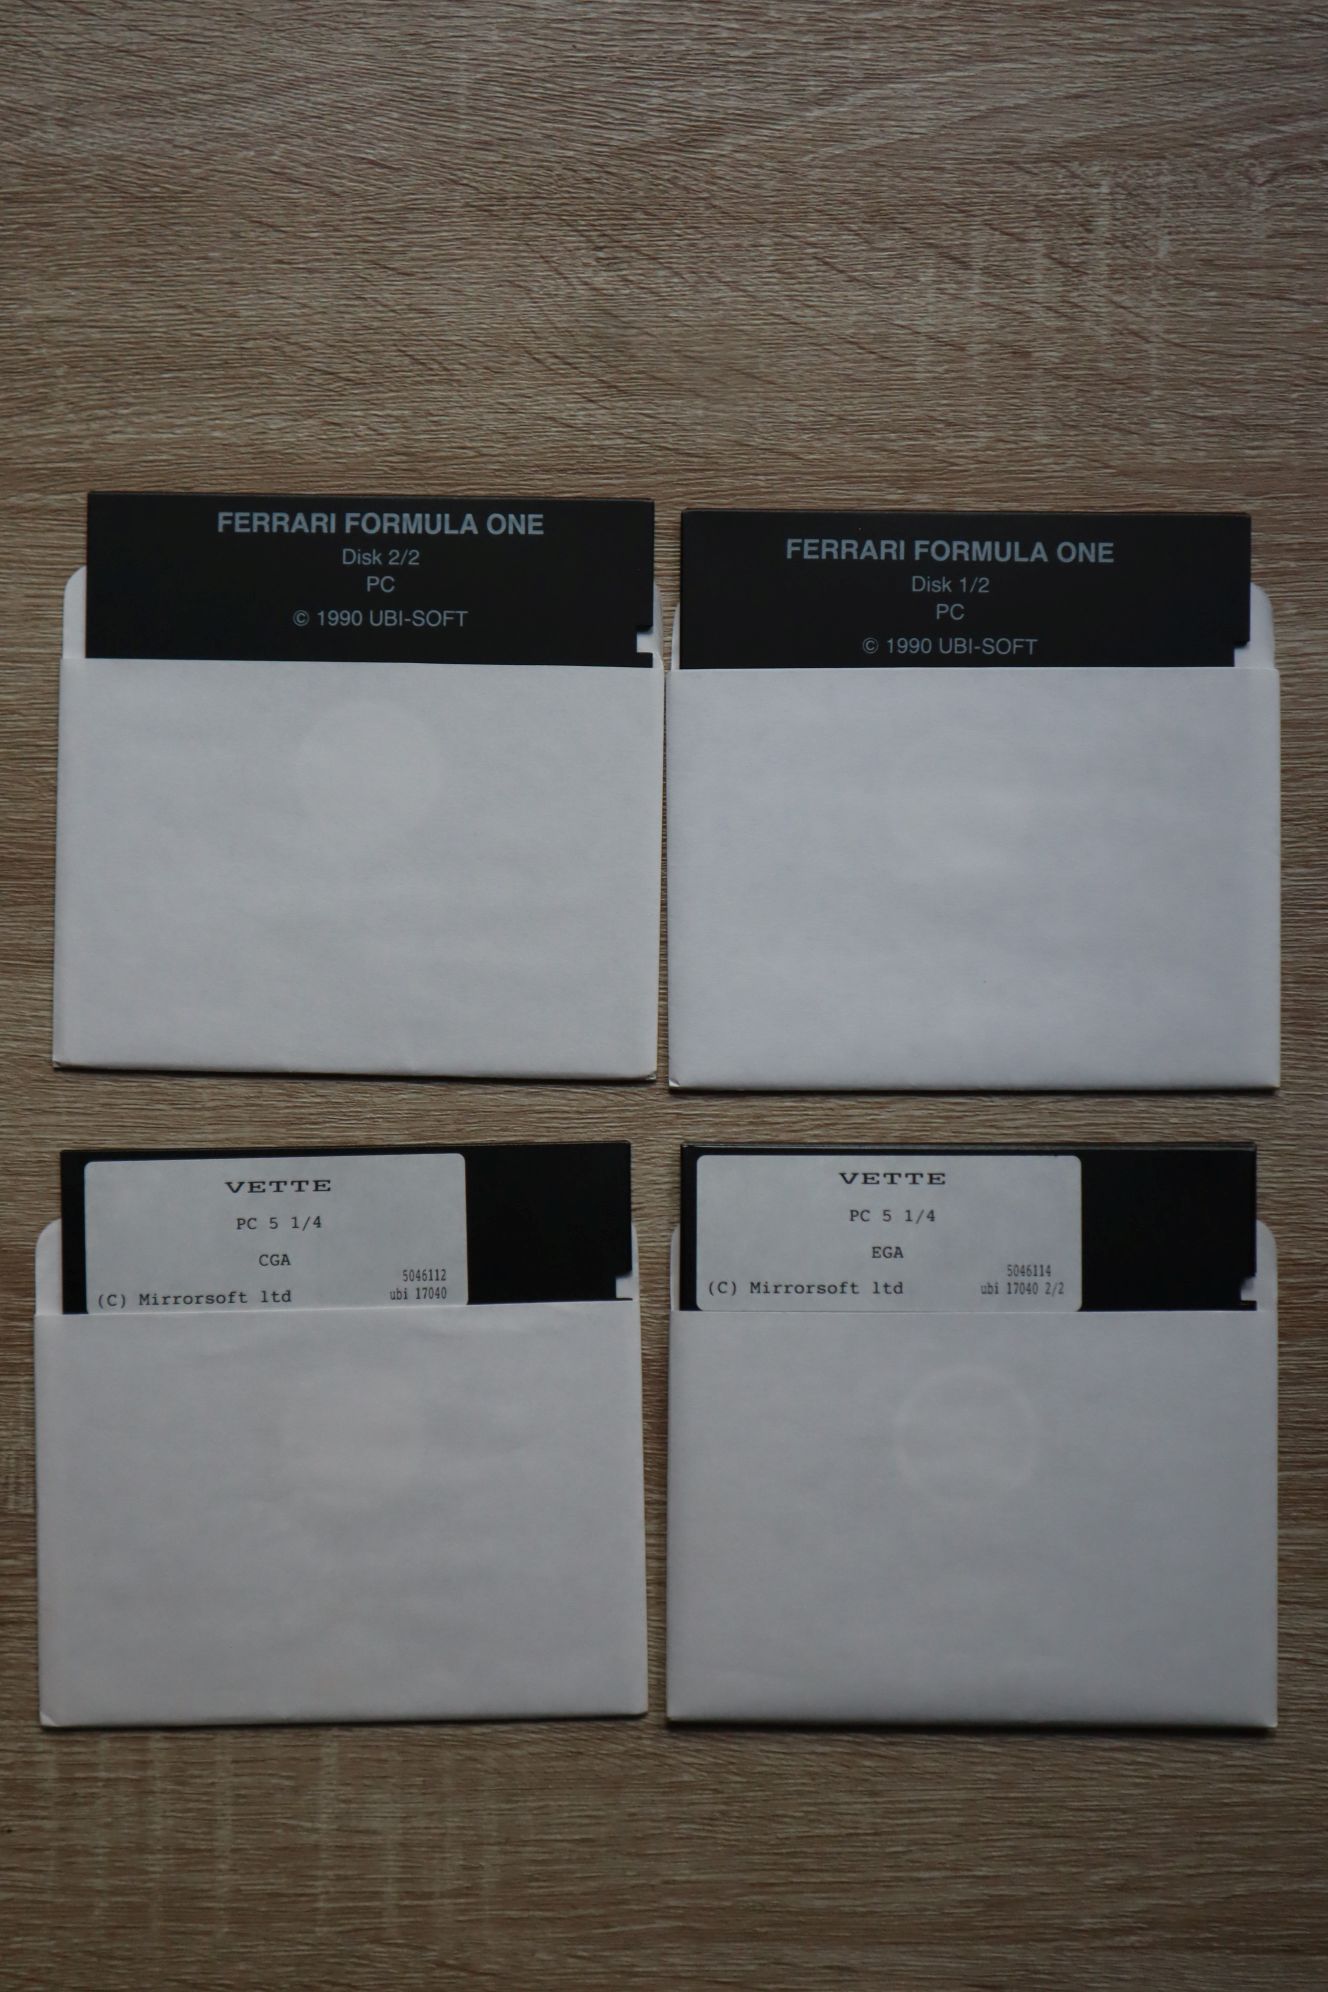 FERRARI FORMULA ONE
Disk 2/2
PC
© 1990 UBI-SOFT
FERRARI FORMULA ONE
Disk 1/2
PC
© 1990 UBI-SOFT
VETTE
PC 5 1/4
CGA
5046112
(C) Mirrorsoft ltd ubi 17040
VETTE
PC 5 1/4
EGA
5046114
(C) Mirrorsoft ltd ubi 17040 2/2